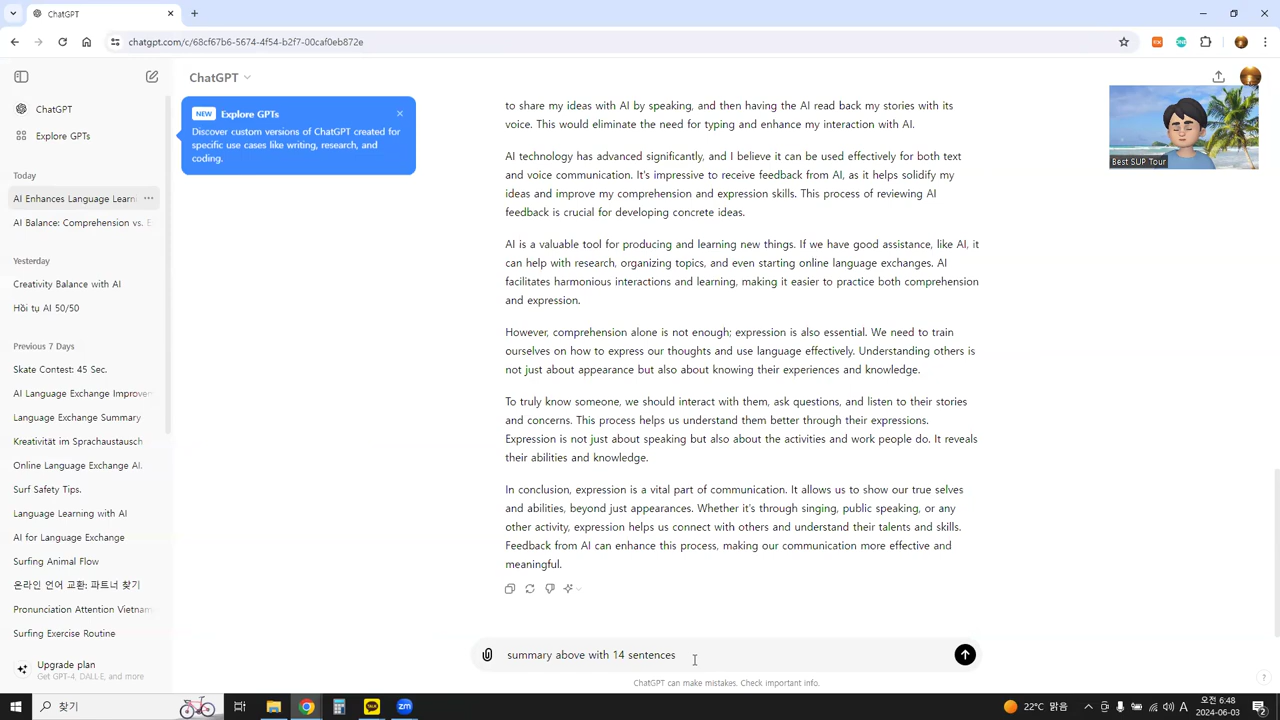 ChatGPT
chatgpt.com/c/68cf67b6-5674-4f54-b2f7-00caf0eb872e
ChatGPT
Explore GPTs
Today
AI Enhances Language Learni
AI Balance: Comprehension vs. E
Yesterday
Creativity Balance with AI
Hồi tụ AI 50/50
Previous 7 Days
Skate Contest: 45 Sec.
AI Language Exchange Improvem
Language Exchange Summary
Kreativität im Sprachaustausch
Online Language Exchange AI.
Surf Safety Tips.
Language Learning with AI
AI for Language Exchange
Surfing Animal Flow
온라인 언어 교환: 파트너 찾기
Pronunciation Attention Vietnam
Surfing Exercise Routine
Upgrade plan
Get GPT-4, DALL·E, and more
ChatGPT
NEW Explore GPTs
Discover custom versions of ChatGPT created for
specific use cases like writing, research, and
coding.
Best SUP Tour
to share my ideas with AI by speaking, and then having the AI read back my stories with its
voice. This would eliminate the need for typing and enhance my interaction with AI.
AI technology has advanced significantly, and I believe it can be used effectively for both text
and voice communication. It's impressive to receive feedback from AI, as it helps solidify my
ideas and improve my comprehension and expression skills. This process of reviewing AI
feedback is crucial for developing concrete ideas.
AI is a valuable tool for producing and learning new things. If we have good assistance, like AI, it
can help with research, organizing topics, and even starting online language exchanges. AI
facilitates harmonious interactions and learning, making it easier to practice both comprehension
and expression.
However, comprehension alone is not enough; expression is also essential. We need to train
ourselves on how to express our thoughts and use language effectively. Understanding others is
not just about appearance but also about knowing their experiences and knowledge.
To truly know someone, we should interact with them, ask questions, and listen to their stories
and concerns. This process helps us understand them better through their expressions.
Expression is not just about speaking but also about the activities and work people do. It reveals
their abilities and knowledge.
In conclusion, expression is a vital part of communication. It allows us to show our true selves
and abilities, beyond just appearances. Whether it's through singing, public speaking, or any
other activity, expression helps us connect with others and understand their talents and skills.
Feedback from AI can enhance this process, making our communication more effective and
meaningful.
summary above with 14 sentences
ChatGPT can make mistakes. Check important info.
찾기
22°C 맑음
A
오전 6:48
2024-06-03